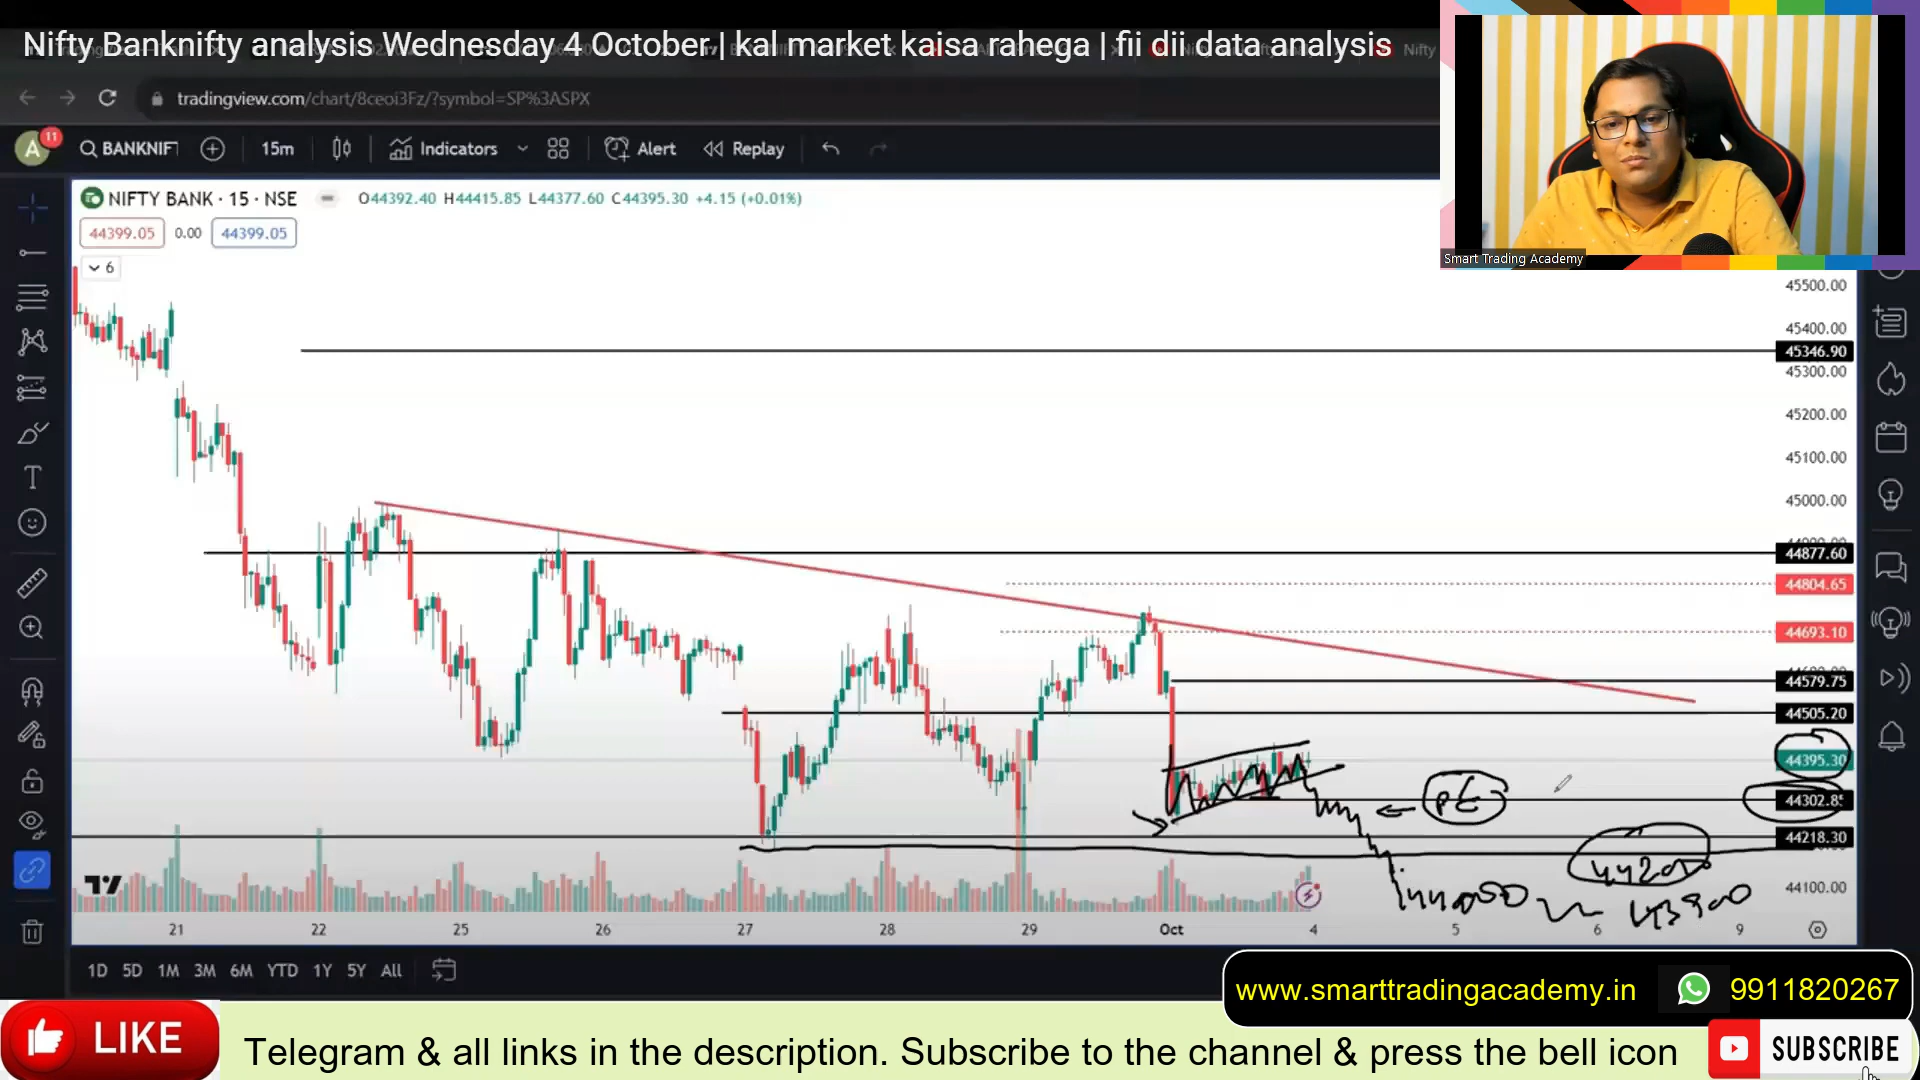 Nifty Banknifty analysis Wednesday 4 October | kal market kaisa rahega | fii dii data analysis
Nifty
tradingview.com/chart/8ceoi3Fz/?symbol=SP%3ASPX
A
11
BANKNIFT
15m
Indicators
Alert
Replay
NIFTY BANK · 15 · NSE
O44392.40 H44415.85 L44377.60 C44395.30 +4.15 (+0.01%)
44399.05
0.00
44399.05
6
Smart Trading Academy
45500.00
45400.00
45346.90
45300.00
45200.00
45100.00
45000.00
44877.60
44804.65
44693.10
44579.75
44505.20
44395.30
44302.85
44218.30
44100.00
PE
44200
43900
21
22
25
26
27
28
29
Oct
4
5
6
9
1D 5D 1M 3M 6M YTD 1Y 5Y All
www.smarttradingacademy.in
9911820267
LIKE
Telegram & all links in the description. Subscribe to the channel & press the bell icon
SUBSCRIBE